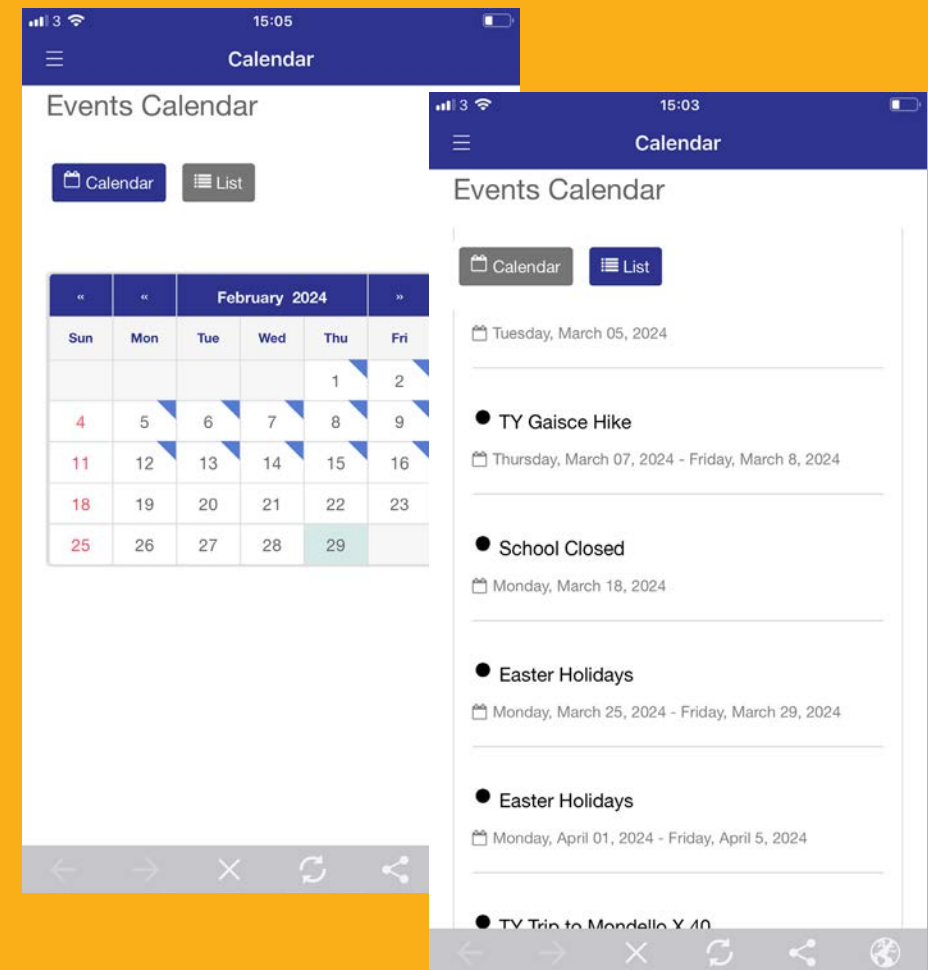 3 15:05
Calendar
Events Calendar
Calendar List
« « February 2024 »
Sun Mon Tue Wed Thu Fri
1 2
4 5 6 7 8 9
11 12 13 14 15 16
18 19 20 21 22 23
25 26 27 28 29
3 15:03
Calendar
Events Calendar
Calendar List
Tuesday, March 05, 2024
TY Gaisce Hike
Thursday, March 07, 2024 - Friday, March 8, 2024
School Closed
Monday, March 18, 2024
Easter Holidays
Monday, March 25, 2024 - Friday, March 29, 2024
Easter Holidays
Monday, April 01, 2024 - Friday, April 5, 2024
TY Trip to Mondello X 40